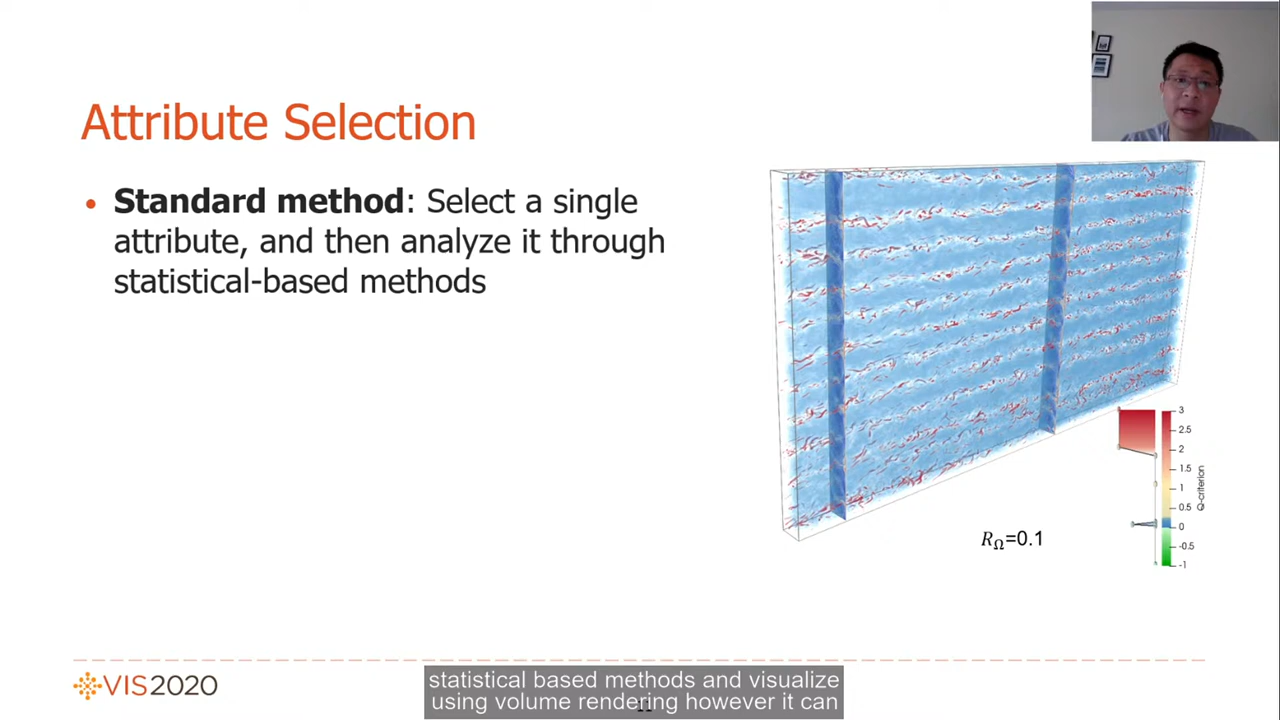 Attribute Selection
• Standard method: Select a single
attribute, and then analyze it through
statistical-based methods
3
2.5
2
1.5
1
0.5
0
-0.5
-1
Q-criterion
R_Ω=0.1
VIS2020
statistical based methods and visualize
using volume rendering however it can